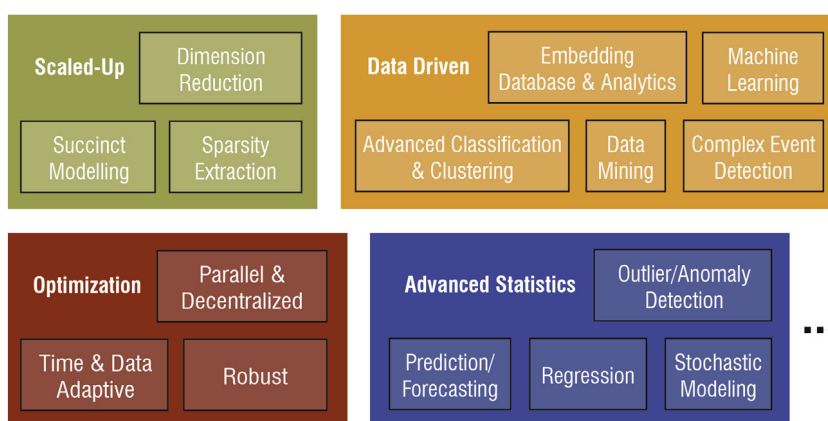 Scaled-Up
Dimension
Reduction
Succinct
Modelling
Sparsity
Extraction
Data Driven
Embedding
Database & Analytics
Machine
Learning
Advanced Classification
& Clustering
Data
Mining
Complex Event
Detection
Optimization
Parallel &
Decentralized
Time & Data
Adaptive
Robust
Advanced Statistics
Outlier/Anomaly
Detection
Prediction/
Forecasting
Regression
Stochastic
Modeling
..